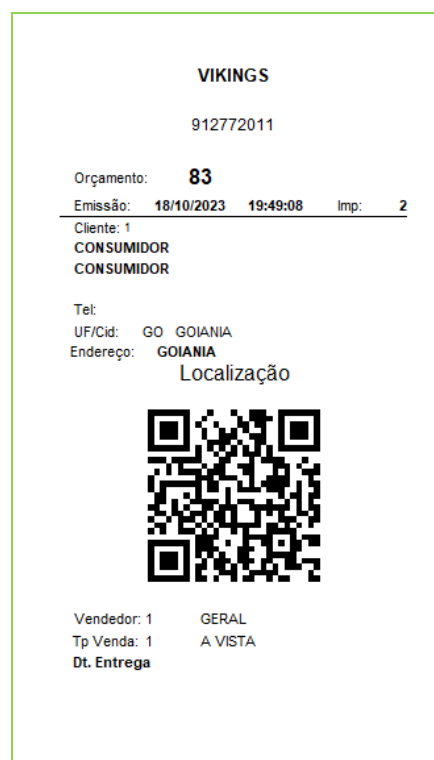 VIKINGS
912772011
Orçamento: 83
Emissão: 18/10/2023 19:49:08 Imp: 2
Cliente: 1
CONSUMIDOR
CONSUMIDOR
Tel:
UF/Cid: GO GOIANIA
Endereço: GOIANIA
Localização
Vendedor: 1 GERAL
Tp Venda: 1 A VISTA
Dt. Entrega